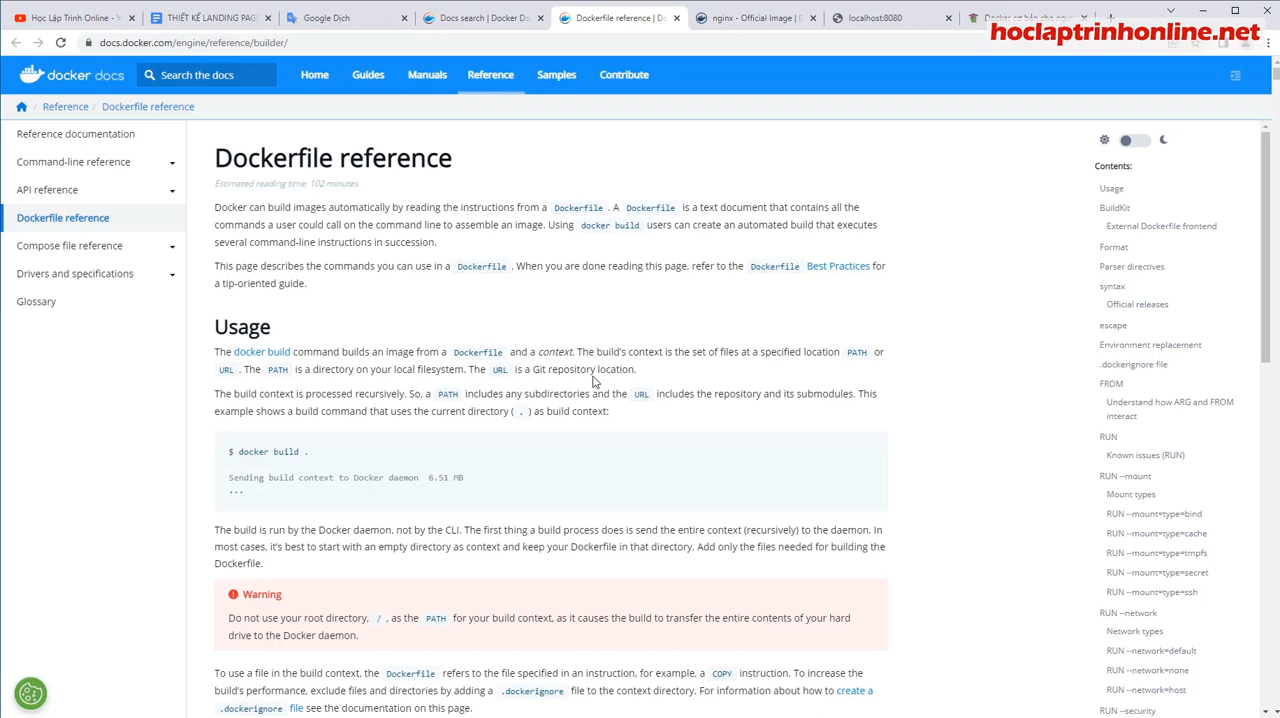 Học Lập Trình Online
THIẾT KẾ LANDING PAGE
Google Dịch
Docs search | Docker Do
Dockerfile reference | D
nginx - Official Image | D
localhost:8080
hoclaptrinhonline.net
docs.docker.com/engine/reference/builder/
docker docs
Search the docs
Home
Guides
Manuals
Reference
Samples
Contribute
/ Reference / Dockerfile reference
Reference documentation
Command-line reference
API reference
Dockerfile reference
Compose file reference
Drivers and specifications
Glossary
Dockerfile reference
Estimated reading time: 102 minutes
Docker can build images automatically by reading the instructions from a Dockerfile. A Dockerfile is a text document that contains all the
commands a user could call on the command line to assemble an image. Using docker build users can create an automated build that executes
several command-line instructions in succession.
This page describes the commands you can use in a Dockerfile. When you are done reading this page, refer to the Dockerfile Best Practices for
a tip-oriented guide.
Usage
The docker build command builds an image from a Dockerfile and a context. The build's context is the set of files at a specified location PATH or
URL. The PATH is a directory on your local filesystem. The URL is a Git repository location.
The build context is processed recursively. So, a PATH includes any subdirectories and the URL includes the repository and its submodules. This
example shows a build command that uses the current directory (.) as build context:
$ docker build .
Sending build context to Docker daemon 6.51 MB
...
The build is run by the Docker daemon, not by the CLI. The first thing a build process does is send the entire context (recursively) to the daemon. In
most cases, it's best to start with an empty directory as context and keep your Dockerfile in that directory. Add only the files needed for building the
Dockerfile.
Warning
Do not use your root directory, /, as the PATH for your build context, as it causes the build to transfer the entire contents of your hard
drive to the Docker daemon.
To use a file in the build context, the Dockerfile refers to the file specified in an instruction, for example, a COPY instruction. To increase the
build's performance, exclude files and directories by adding a .dockerignore file to the context directory. For information about how to create a
.dockerignore file see the documentation on this page.
Contents:
Usage
BuildKit
External Dockerfile frontend
Format
Parser directives
syntax
Official releases
escape
Environment replacement
.dockerignore file
FROM
Understand how ARG and FROM
interact
RUN
Known issues (RUN)
RUN --mount
Mount types
RUN --mount=type=bind
RUN --mount=type=cache
RUN --mount=type=tmpfs
RUN --mount=type=secret
RUN --mount=type=ssh
RUN --network
Network types
RUN --network=default
RUN --network=none
RUN --network=host
RUN --security